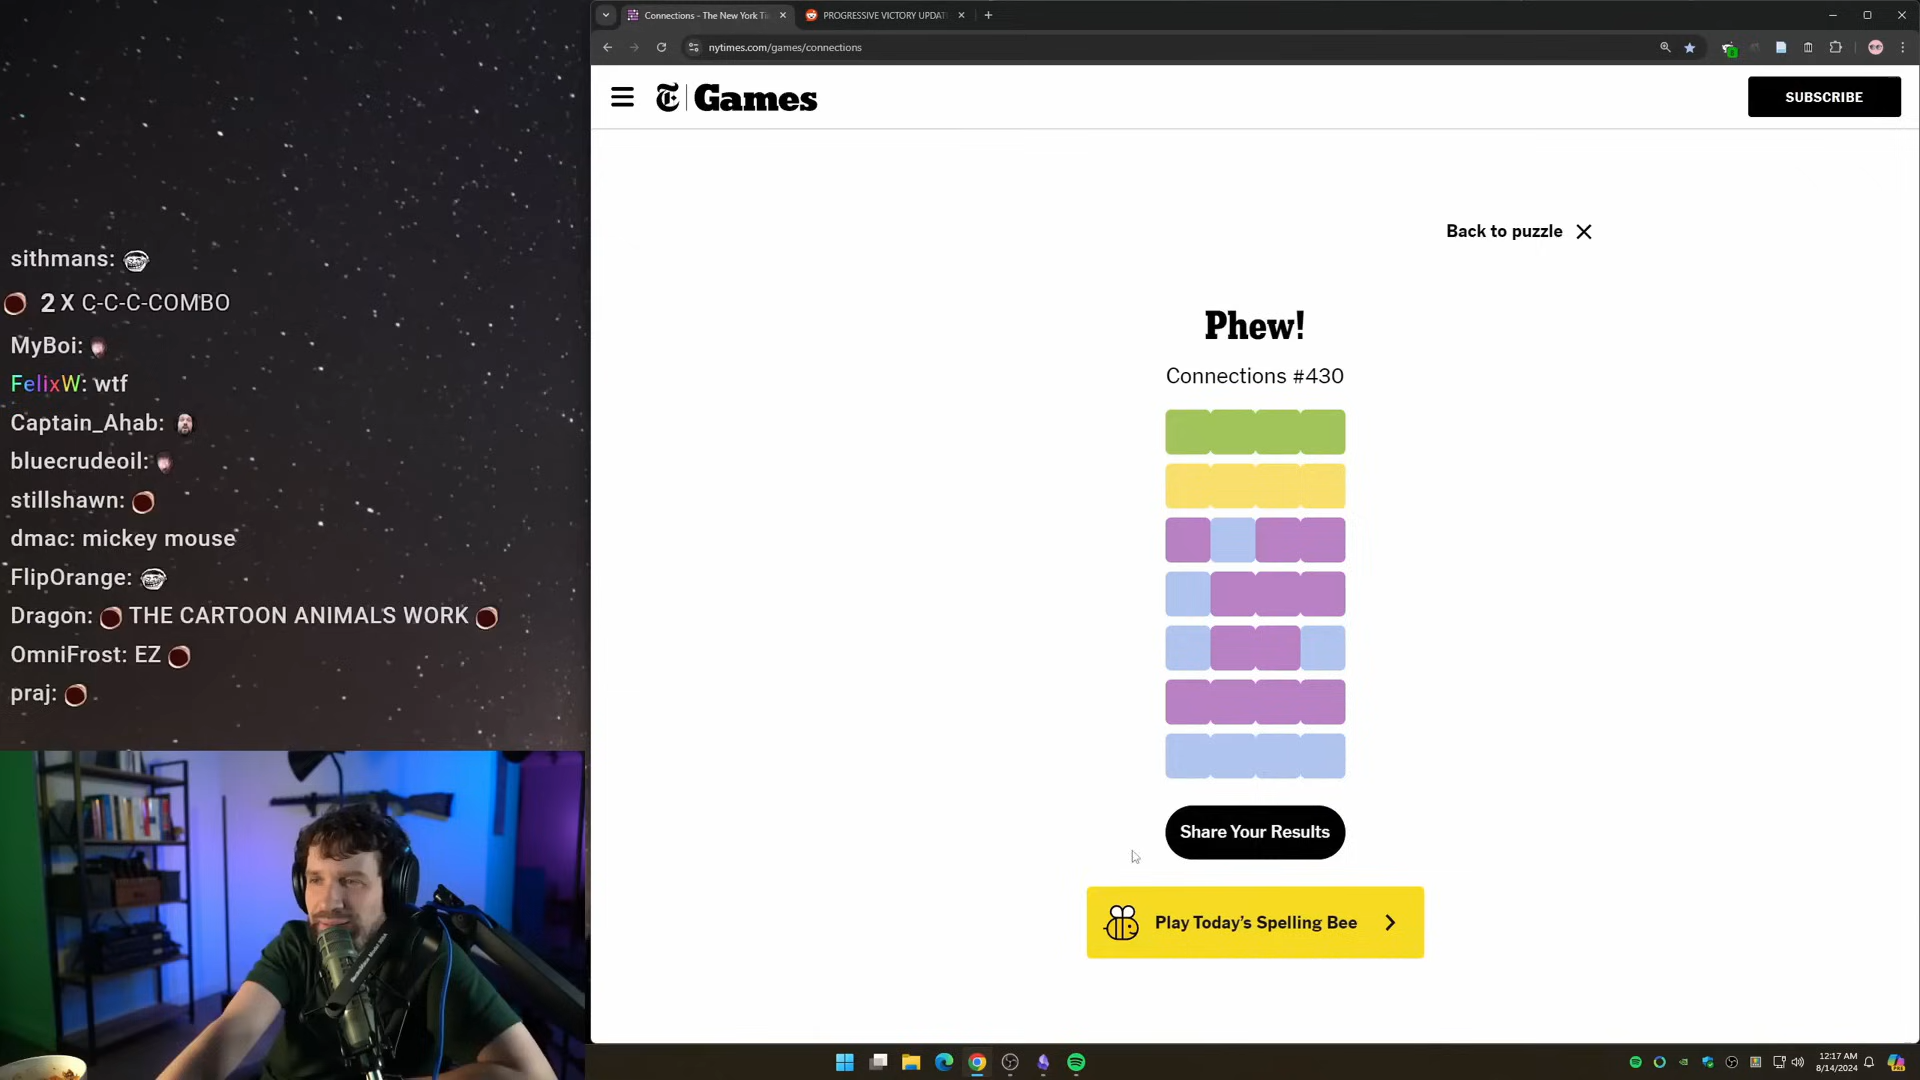 Connections - The New York Ti
PROGRESSIVE VICTORY UPDAT
nytimes.com/games/connections
T Games
SUBSCRIBE
Back to puzzle
sithmans:
2 X C-C-C-COMBO
MyBoi:
FelixW: wtf
Captain_Ahab:
bluecrudeoil:
stillshawn:
dmac: mickey mouse
FlipOrange:
Dragon: THE CARTOON ANIMALS WORK
OmniFrost: EZ
praj:
Phew!
Connections #430
Share Your Results
Play Today's Spelling Bee
12:17 AM
8/14/2024